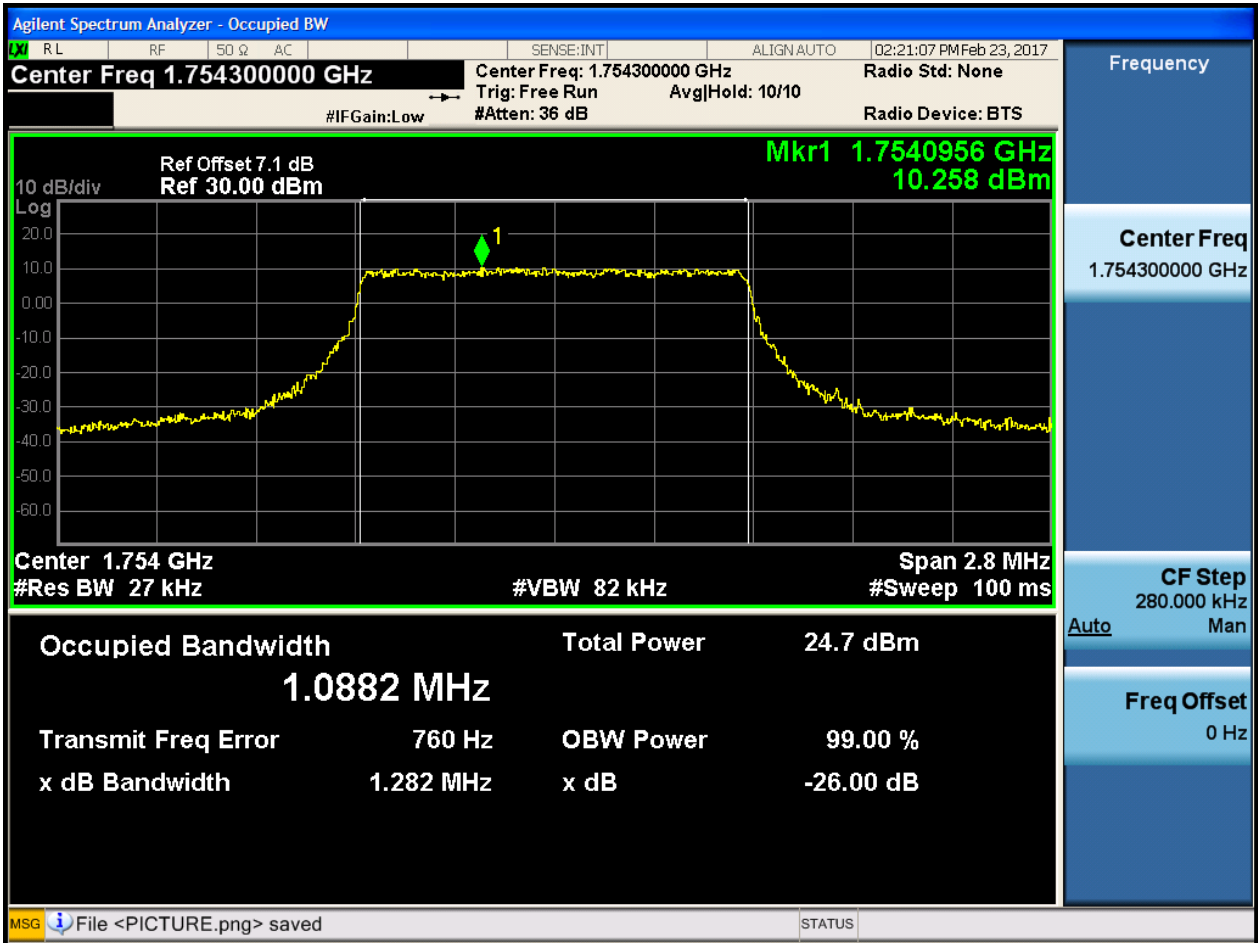 Agilent Spectrum Analyzer - Occupied BW
LXI RL RF 50 Ω AC SENSE:INT ALIGN AUTO 02:21:07 PM Feb 23, 2017
Center Freq 1.754300000 GHz Center Freq: 1.754300000 GHz Radio Std: None
Trig: Free Run Avg|Hold: 10/10
#IFGain:Low #Atten: 36 dB Radio Device: BTS
Frequency
Mkr1 1.7540956 GHz
10.258 dBm
Ref Offset 7.1 dB
10 dB/div Ref 30.00 dBm
Log
20.0
10.0
0.00
-10.0
-20.0
-30.0
-40.0
-50.0
-60.0
1
Center 1.754 GHz Span 2.8 MHz
#Res BW 27 kHz #VBW 82 kHz #Sweep 100 ms
Occupied Bandwidth Total Power 24.7 dBm
1.0882 MHz
Transmit Freq Error 760 Hz OBW Power 99.00 %
x dB Bandwidth 1.282 MHz x dB -26.00 dB
Center Freq
1.754300000 GHz
CF Step
280.000 kHz
Auto Man
Freq Offset
0 Hz
MSG File <PICTURE.png> saved STATUS